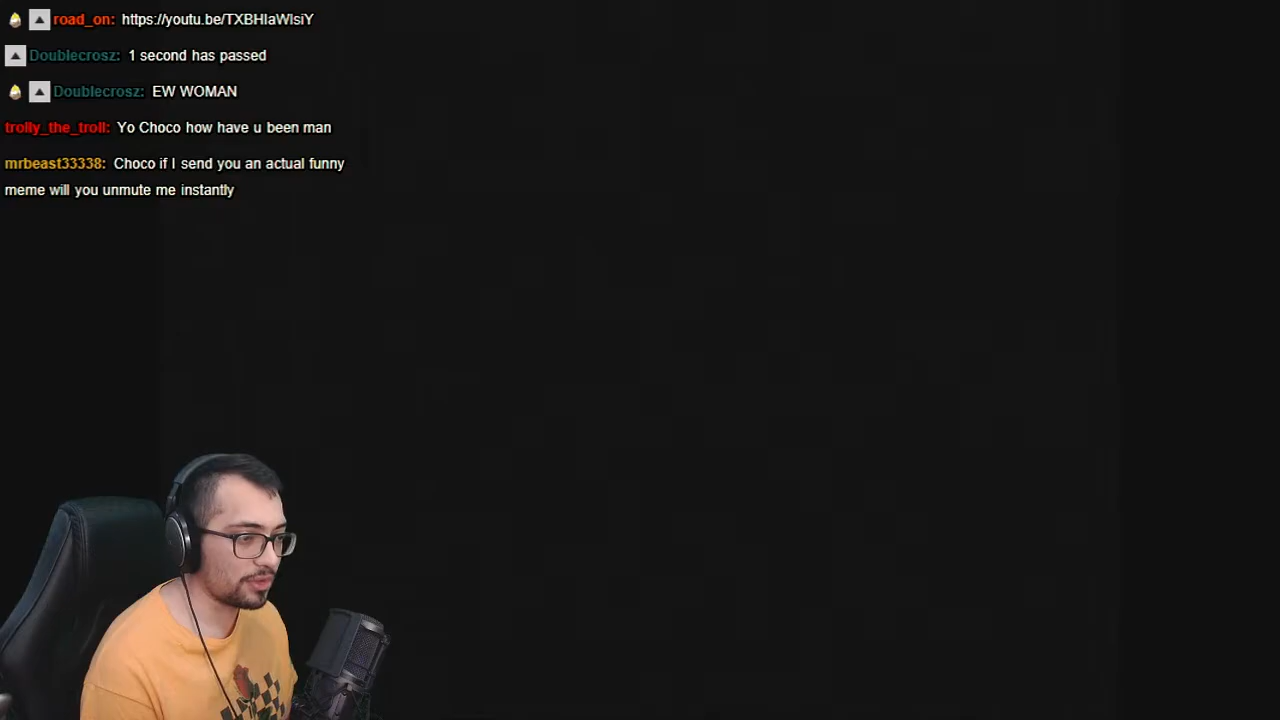 road_on: https://youtu.be/TXBHIaWIsiY
Doublecrosz: 1 second has passed
Doublecrosz: EW WOMAN
trolly_the_troll: Yo Choco how have u been man
mrbeast33338: Choco if I send you an actual funny
meme will you unmute me instantly